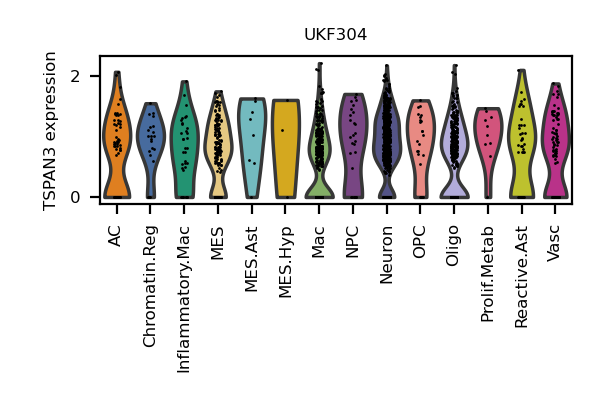 UKF304
TSPAN3 expression
2
0
AC
Chromatin.Reg
Inflammatory.Mac
MES
MES.Ast
MES.Hyp
Mac
NPC
Neuron
OPC
Oligo
Prolif.Metab
Reactive.Ast
Vasc